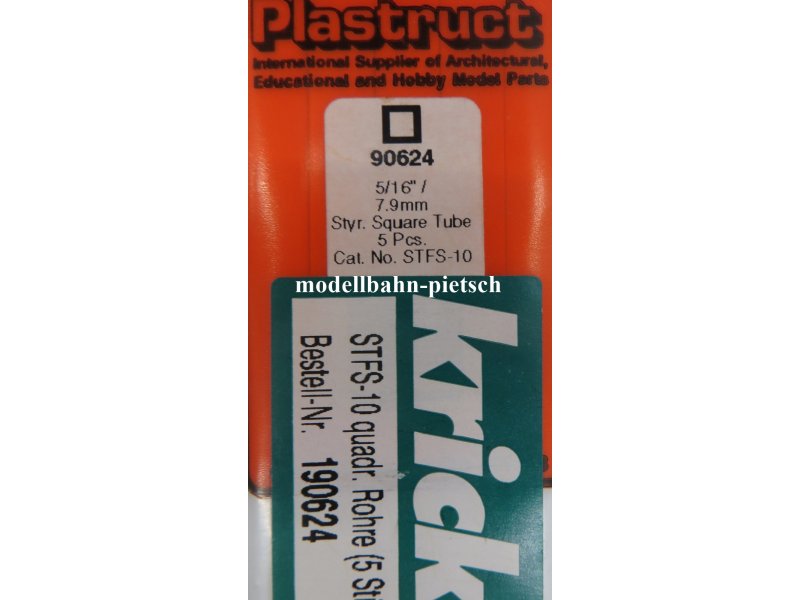 Plastruct
International Supplier of Architectural,
Educational and Hobby Model Parts
90624
5/16" /
7.9mm
Styr. Square Tube
5 Pcs.
Cat. No. STFS-10
modellbahn-pietsch
krick
STFS-10 quadr. Rohre (5
Bestell-Nr. 190624